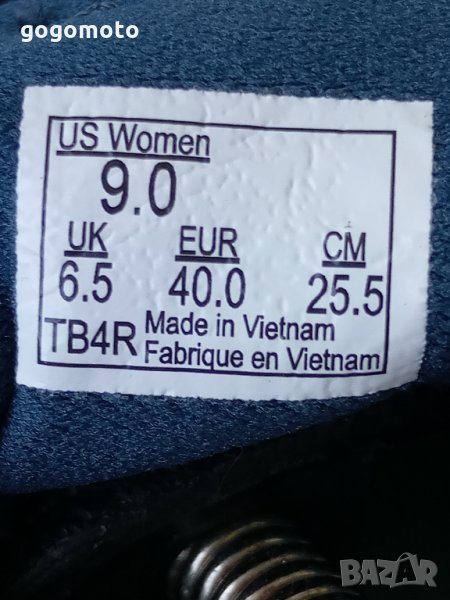 gogomoto
US Women
9.0
UK EUR CM
6.5 40.0 25.5
TB4R Made in Vietnam
Fabrique en Vietnam
BAZAR